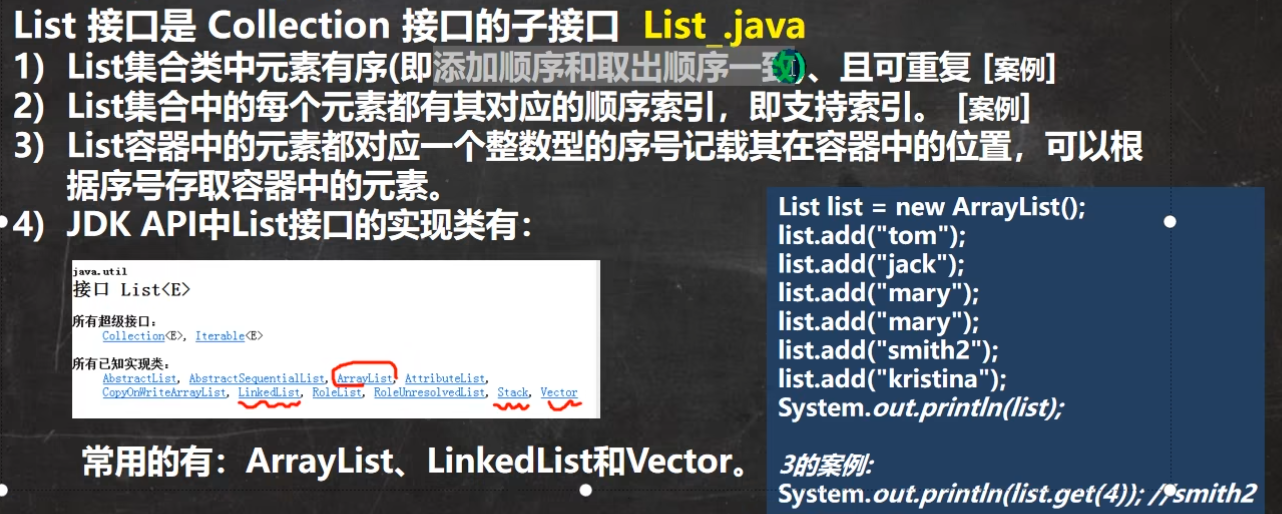 List 接口是 Collection 接口的子接口 List_.java
1) List集合类中元素有序(即添加顺序和取出顺序一致)、且可重复 [案例]
2) List集合中的每个元素都有其对应的顺序索引，即支持索引。 [案例]
3) List容器中的元素都对应一个整数型的序号记载其在容器中的位置，可以根
据序号存取容器中的元素。
4) JDK API中List接口的实现类有：
java.util
接口 List<E>
所有超级接口：
Collection<E>, Iterable<E>
所有已知实现类：
AbstractList, AbstractSequentialList, ArrayList, AttributeList,
CopyOnWriteArrayList, LinkedList, RoleList, RoleUnresolvedList, Stack, Vector
常用的有：ArrayList、LinkedList和Vector。
List list = new ArrayList();
list.add("tom");
list.add("jack");
list.add("mary");
list.add("mary");
list.add("smith2");
list.add("kristina");
System.out.println(list);
3的案例:
System.out.println(list.get(4)); //smith2